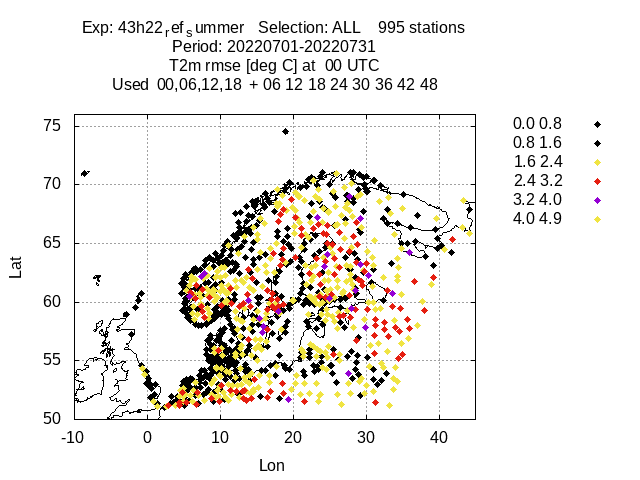 Exp: 43h22refsummer Selection: ALL 995 stations
Period: 20220701-20220731
T2m rmse [deg C] at 00 UTC
Used 00,06,12,18 + 06 12 18 24 30 36 42 48
0.0 0.8
0.8 1.6
1.6 2.4
2.4 3.2
3.2 4.0
4.0 4.9
75
70
65
60
55
50
Lat
-10 0 10 20 30 40
Lon